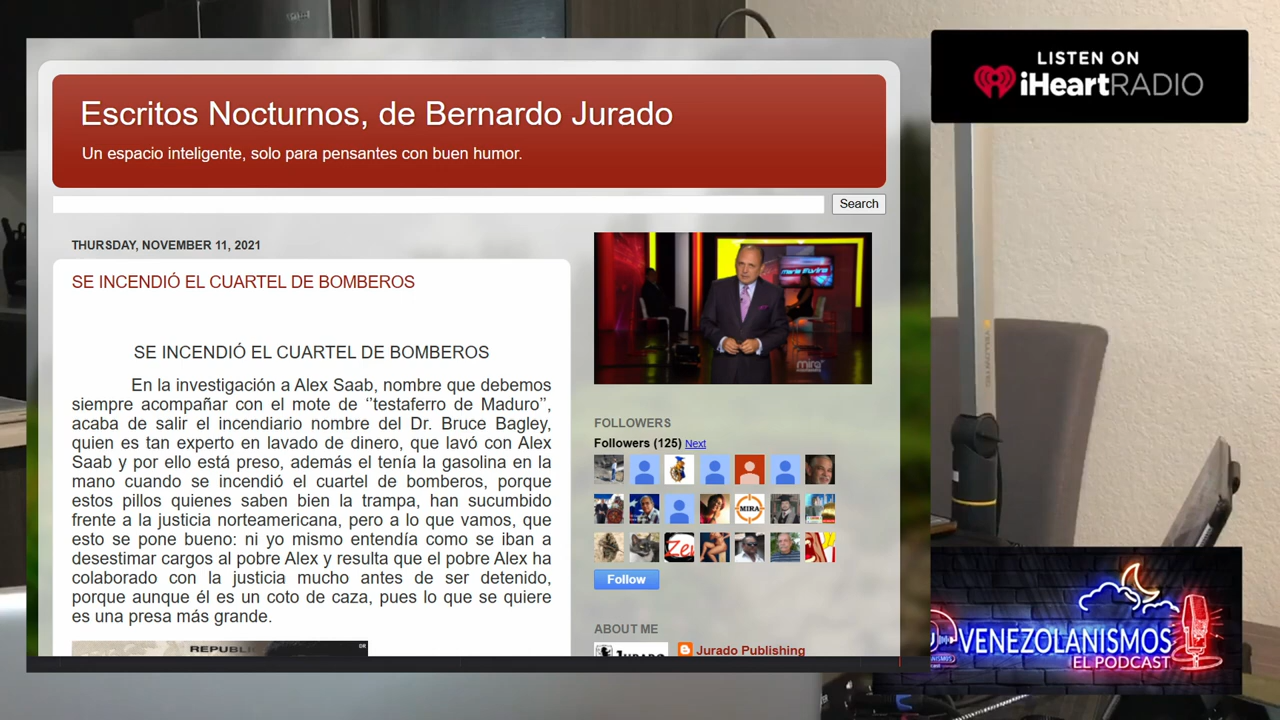 Escritos Nocturnos, de Bernardo Jurado
Un espacio inteligente, solo para pensantes con buen humor.
Search
THURSDAY, NOVEMBER 11, 2021
SE INCENDIÓ EL CUARTEL DE BOMBEROS
SE INCENDIÓ EL CUARTEL DE BOMBEROS
En la investigación a Alex Saab, nombre que debemos
siempre acompañar con el mote de ‘’testaferro de Maduro’’,
acaba de salir el incendiario nombre del Dr. Bruce Bagley,
quien es tan experto en lavado de dinero, que lavó con Alex
Saab y por ello está preso, además el tenía la gasolina en la
mano cuando se incendió el cuartel de bomberos, porque
estos pillos quienes saben bien la trampa, han sucumbido
frente a la justicia norteamericana, pero a lo que vamos, que
esto se pone bueno: ni yo mismo entendía como se iban a
desestimar cargos al pobre Alex y resulta que el pobre Alex ha
colaborado con la justicia mucho antes de ser detenido,
porque aunque él es un coto de caza, pues lo que se quiere
es una presa más grande.
mira
FOLLOWERS
Followers (125) Next
MIRA
Follow
ABOUT ME
JURADO
Jurado Publishing
LISTEN ON
iHeartRADIO
VENEZOLANISMOS
EL PODCAST